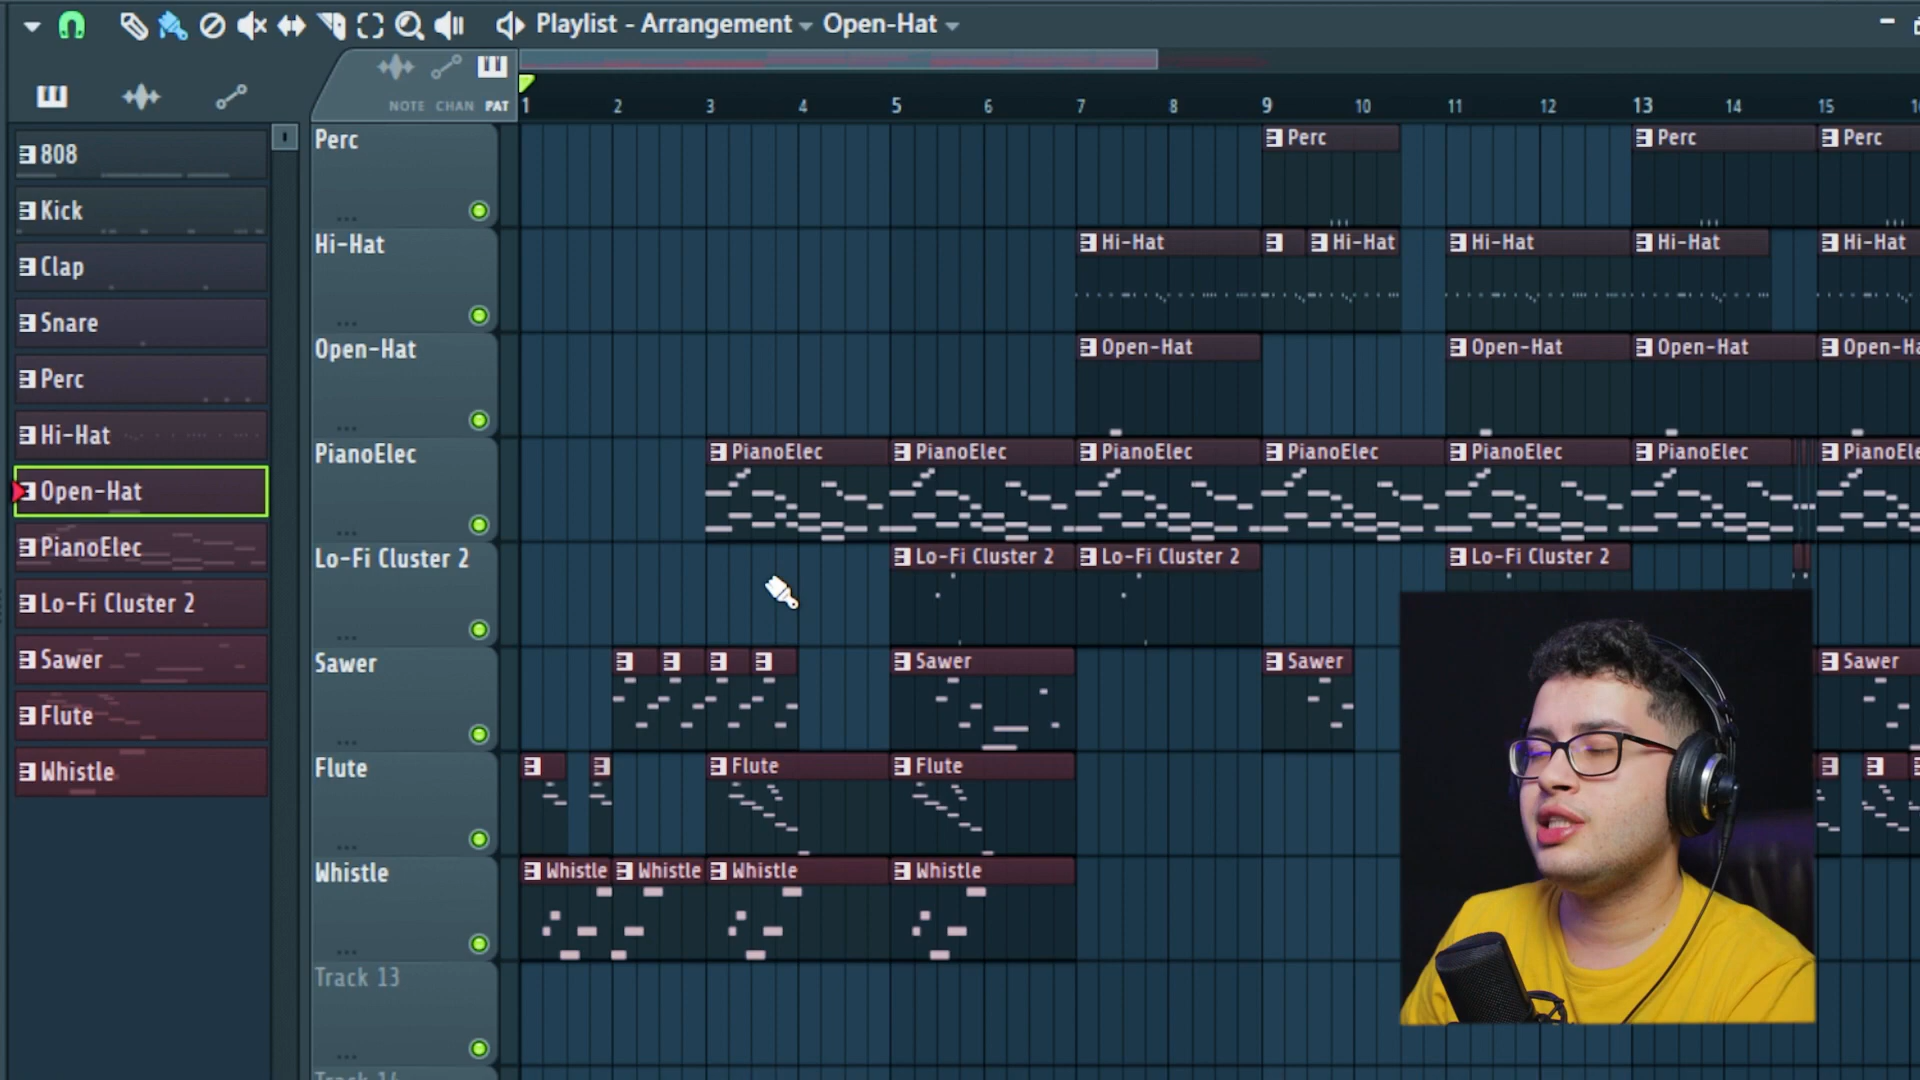 Playlist - Arrangement Open-Hat
NOTE CHAN PAT
1 2 3 4 5 6 7 8 9 10 11 12 13 14 15
808
Kick
Clap
Snare
Perc
Hi-Hat
Open-Hat
PianoElec
Lo-Fi Cluster 2
Sawer
Flute
Whistle
Perc Perc Perc Perc
Hi-Hat Hi-Hat Hi-Hat Hi-Hat Hi-Hat Hi-Hat
Open-Hat Open-Hat Open-Hat Open-Hat Open-Ha
PianoElec PianoElec PianoElec PianoElec PianoElec PianoElec PianoElec PianoEle
Lo-Fi Cluster 2 Lo-Fi Cluster 2 Lo-Fi Cluster 2 Lo-Fi Cluster 2
Sawer Sawer Sawer Sawer
Flute Flute Flute
Whistle Whistle Whistle Whistle Whistle
Track 13
Track 14